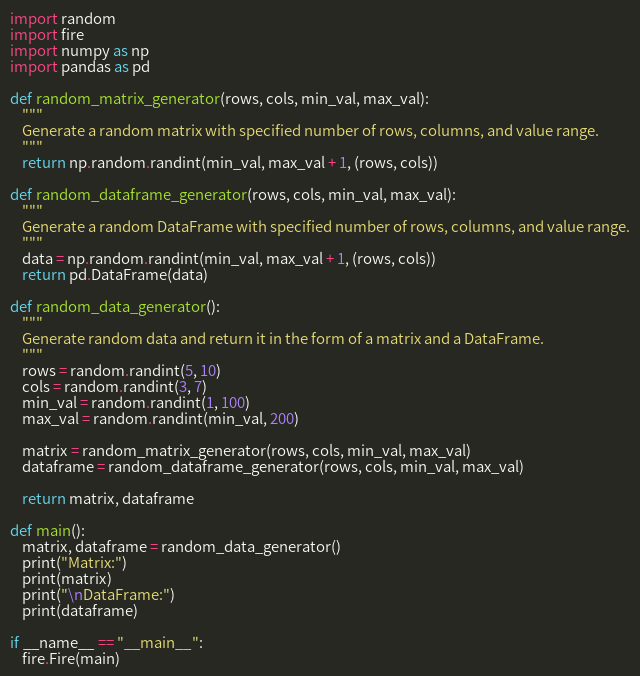 import random
import fire
import numpy as np
import pandas as pd

def random_matrix_generator(rows, cols, min_val, max_val):
    """
    Generate a random matrix with specified number of rows, columns, and value range.
    """
    return np.random.randint(min_val, max_val + 1, (rows, cols))

def random_dataframe_generator(rows, cols, min_val, max_val):
    """
    Generate a random DataFrame with specified number of rows, columns, and value range.
    """
    data = np.random.randint(min_val, max_val + 1, (rows, cols))
    return pd.DataFrame(data)

def random_data_generator():
    """
    Generate random data and return it in the form of a matrix and a DataFrame.
    """
    rows = random.randint(5, 10)
    cols = random.randint(3, 7)
    min_val = random.randint(1, 100)
    max_val = random.randint(min_val, 200)

    matrix = random_matrix_generator(rows, cols, min_val, max_val)
    dataframe = random_dataframe_generator(rows, cols, min_val, max_val)

    return matrix, dataframe

def main():
    matrix, dataframe = random_data_generator()
    print("Matrix:")
    print(matrix)
    print("\nDataFrame:")
    print(dataframe)

if __name__ == "__main__":
    fire.Fire(main)